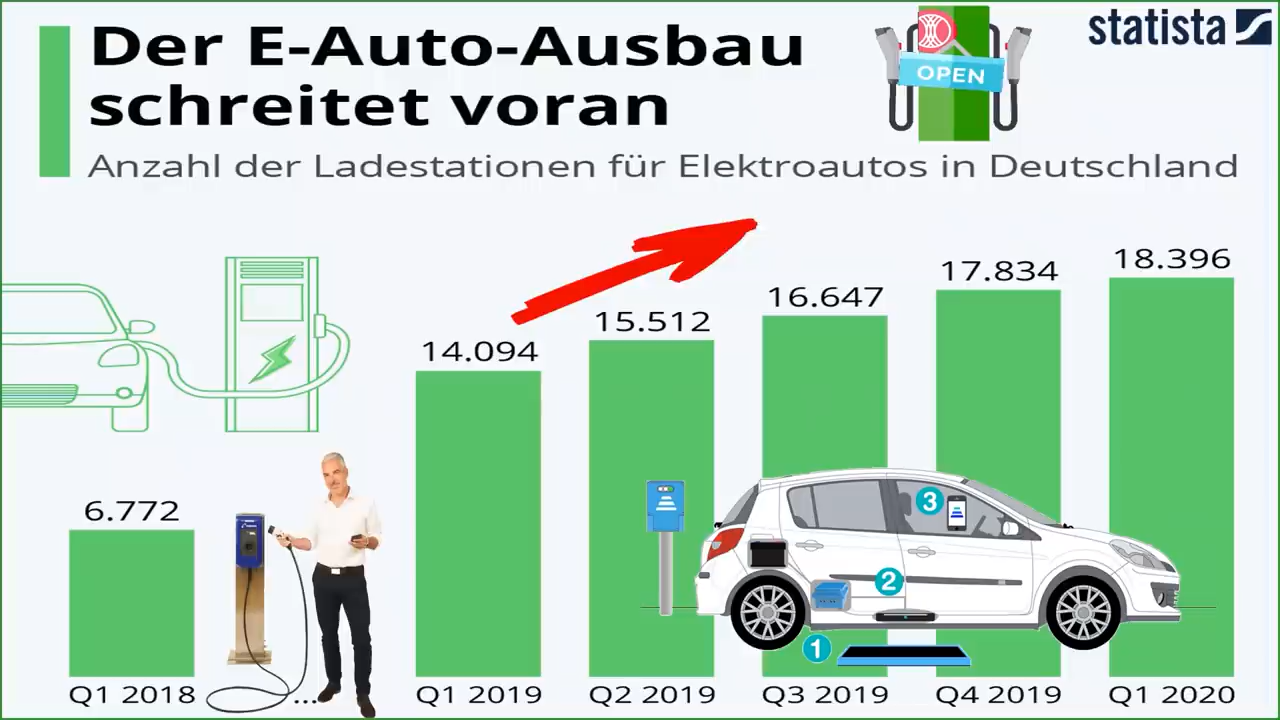 Der E-Auto-Ausbau
schreitet voran
OPEN
statista
Anzahl der Ladestationen für Elektroautos in Deutschland
6.772
14.094
15.512
16.647
17.834
18.396
3
2
1
Q1 2018
...
Q1 2019
Q2 2019
Q3 2019
Q4 2019
Q1 2020